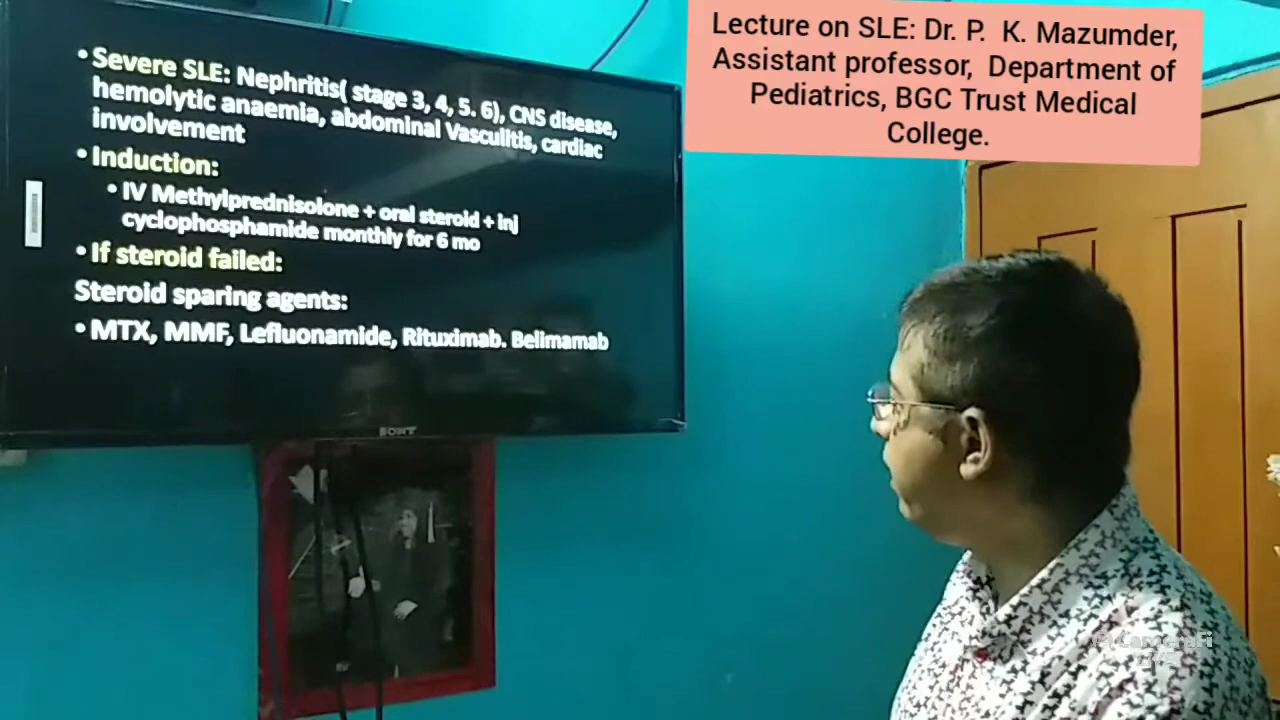 Lecture on SLE: Dr. P. K. Mazumder,
Assistant professor, Department of
Pediatrics, BGC Trust Medical
College.
• Severe SLE: Nephritis( stage 3, 4, 5. 6), CNS disease,
hemolytic anaemia, abdominal Vasculitis, cardiac
involvement
• Induction:
• IV Methylprednisolone + oral steroid + inj
cyclophosphamide monthly for 6 mo
• If steroid failed:
Steroid sparing agents:
• MTX, MMF, Lefluonamide, Rituximab. Belimamab
SONY
CameraFi